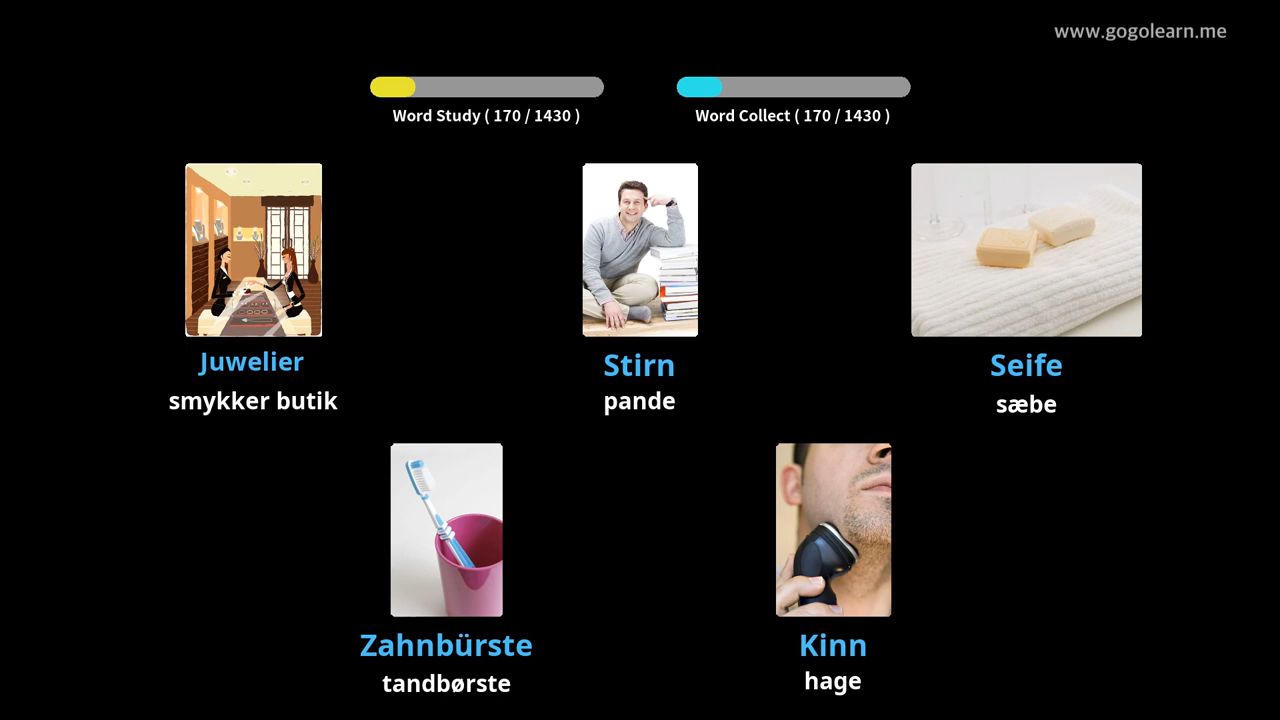 www.gogolearn.me
Word Study ( 170 / 1430 )
Word Collect ( 170 / 1430 )
Juwelier
smykker butik
Stirn
pande
Seife
sæbe
Zahnbürste
tandbørste
Kinn
hage